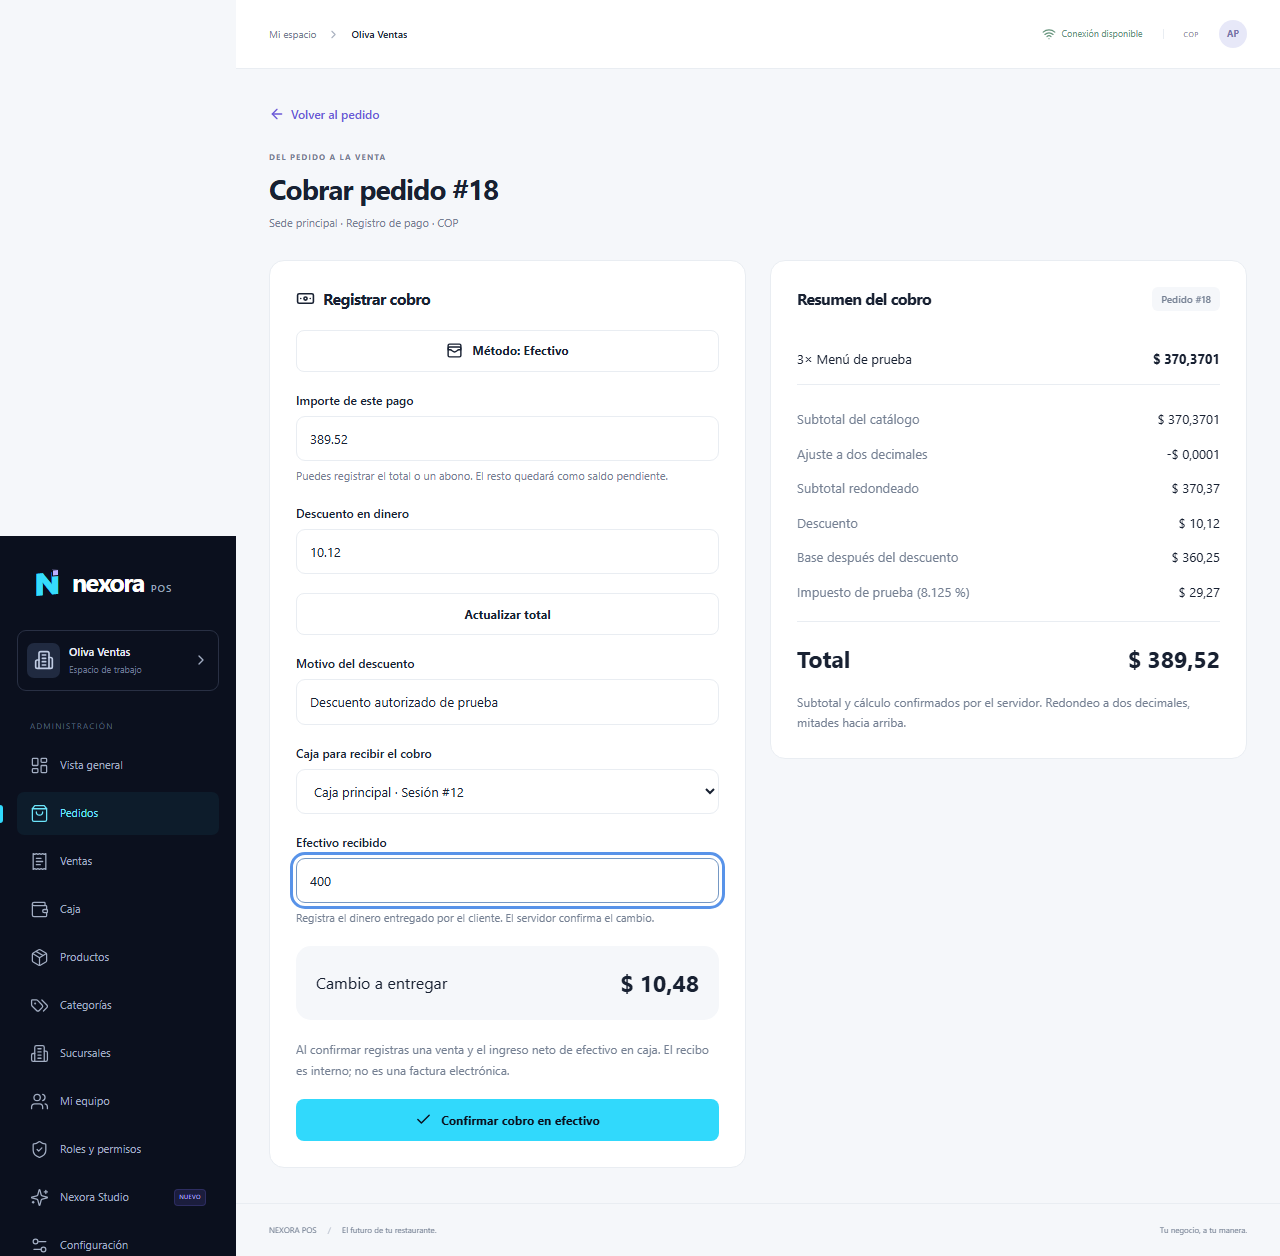 Mi espacio
Oliva Ventas
Conexión disponible
COP
AP
Volver al pedido
DEL PEDIDO A LA VENTA
Cobrar pedido #18
Sede principal · Registro de pago · COP
Registrar cobro
Método: Efectivo
Importe de este pago
389.52
Puedes registrar el total o un abono. El resto quedará como saldo pendiente.
Descuento en dinero
10.12
Actualizar total
Motivo del descuento
Descuento autorizado de prueba
Caja para recibir el cobro
Caja principal · Sesión #12
Efectivo recibido
400
Registra el dinero entregado por el cliente. El servidor confirma el cambio.
Cambio a entregar $ 10,48
Al confirmar registras una venta y el ingreso neto de efectivo en caja. El recibo
es interno; no es una factura electrónica.
Confirmar cobro en efectivo
Resumen del cobro
Pedido #18
3× Menú de prueba $ 370,3701
Subtotal del catálogo $ 370,3701
Ajuste a dos decimales -$ 0,0001
Subtotal redondeado $ 370,37
Descuento $ 10,12
Base después del descuento $ 360,25
Impuesto de prueba (8.125 %) $ 29,27
Total $ 389,52
Subtotal y cálculo confirmados por el servidor. Redondeo a dos decimales,
mitades hacia arriba.
nexora POS
Oliva Ventas
Espacio de trabajo
ADMINISTRACIÓN
Vista general
Pedidos
Ventas
Caja
Productos
Categorías
Sucursales
Mi equipo
Roles y permisos
Nexora Studio NUEVO
Configuración
NEXORA POS / El futuro de tu restaurante.
Tu negocio, a tu manera.